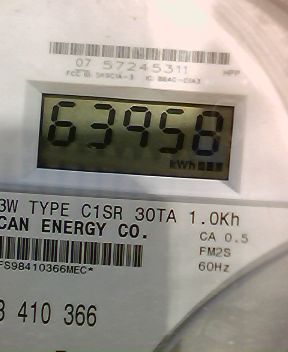 07 57245311
63958
kWh
3W TYPE C1SR 30TA 1.0Kh
CAN ENERGY CO.
CA 0.5
FM2S
FS98410366MEC*
60Hz
3 410 366